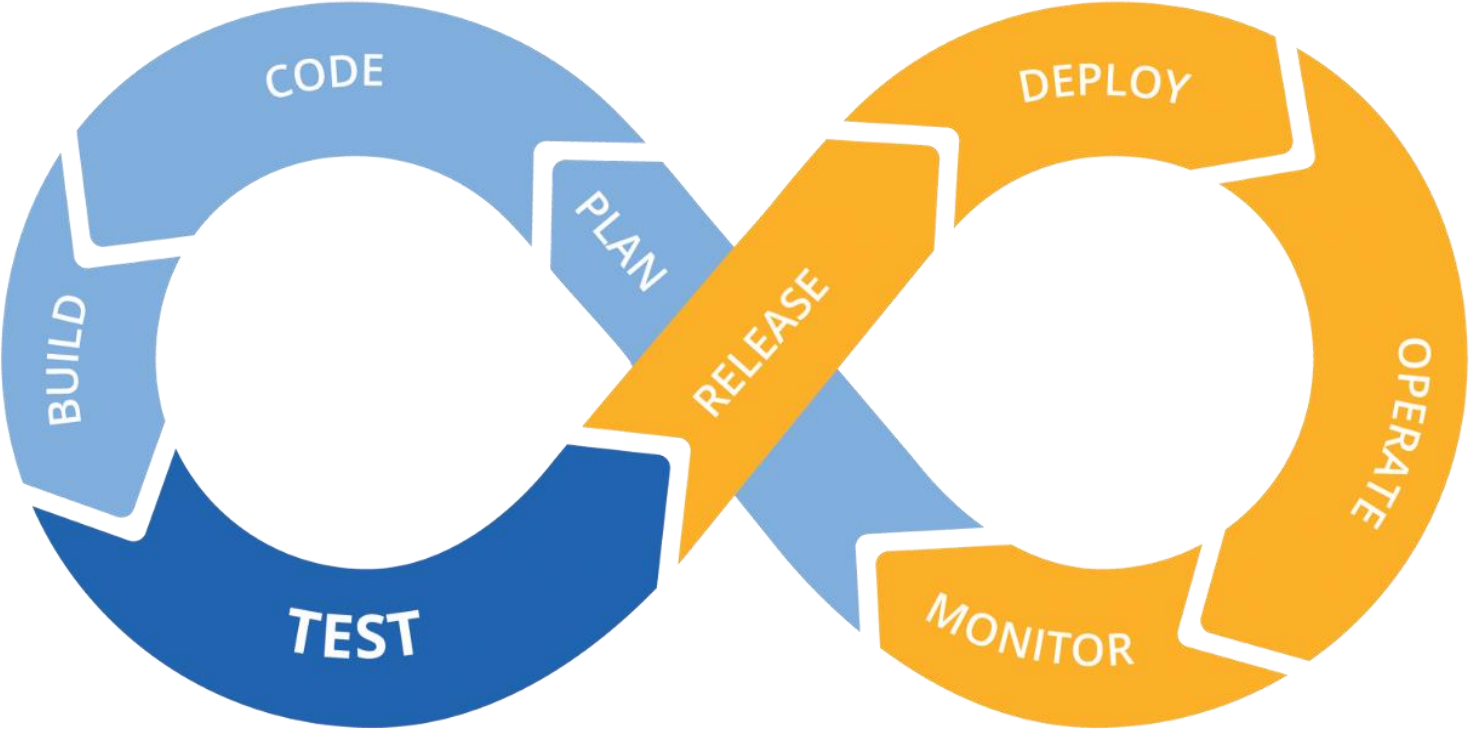 PLAN
CODE
BUILD
TEST
RELEASE
DEPLOY
OPERATE
MONITOR